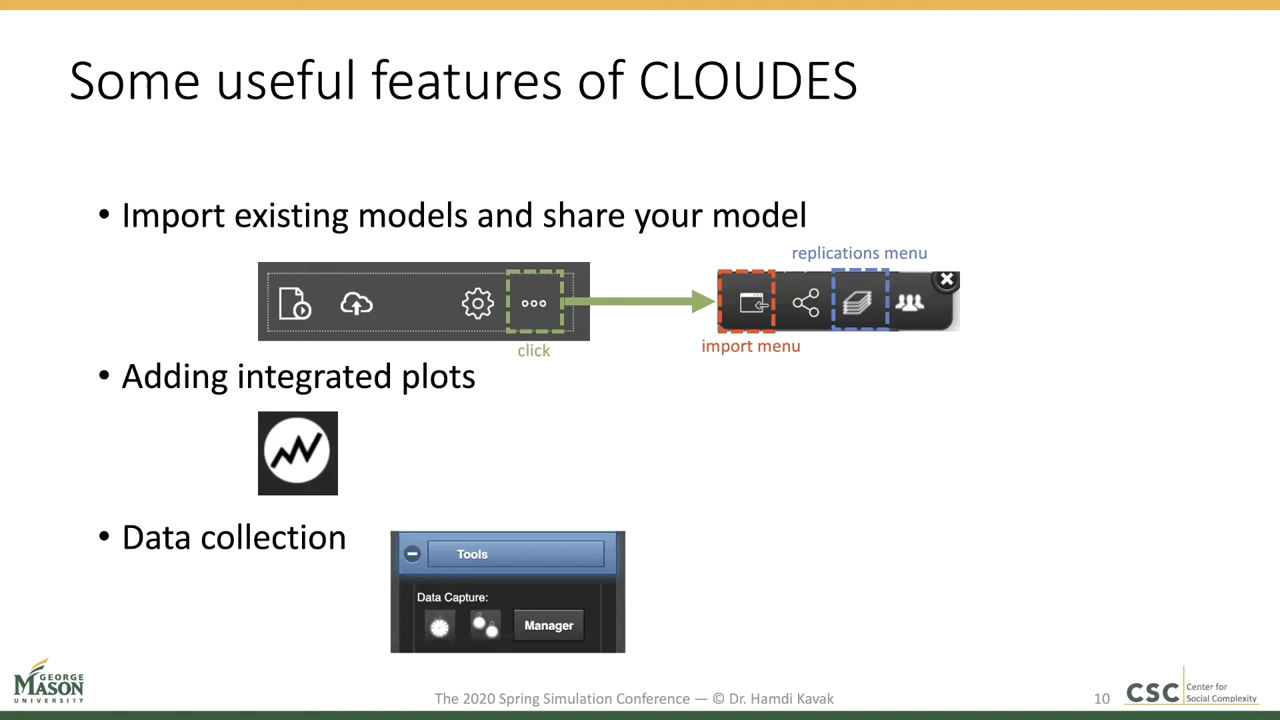 Some useful features of CLOUDES
• Import existing models and share your model
replications menu
click
import menu
• Adding integrated plots
• Data collection
Tools
Data Capture:
Manager
GEORGE
MASON
UNIVERSITY
The 2020 Spring Simulation Conference — © Dr. Hamdi Kavak
10
CSC Center for
Social Complexity